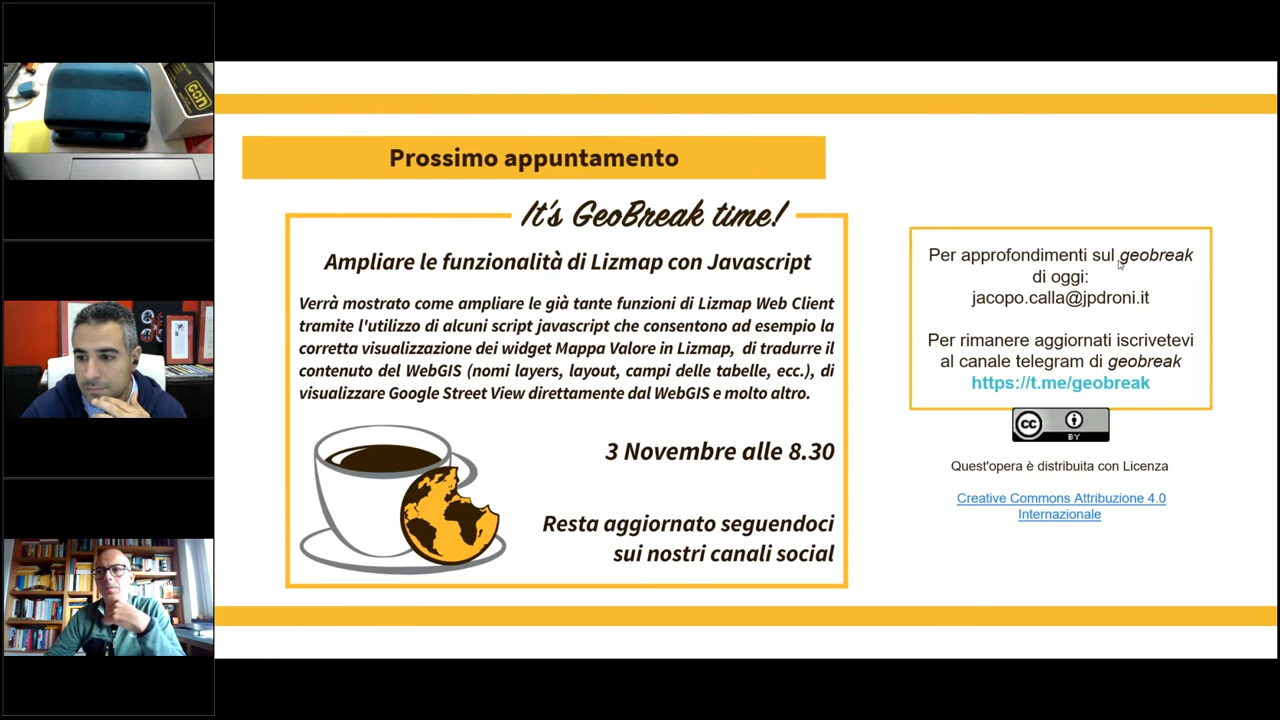 GCN
Prossimo appuntamento
It's GeoBreak time!
Ampliare le funzionalità di Lizmap con Javascript
Verrà mostrato come ampliare le già tante funzioni di Lizmap Web Client
tramite l'utilizzo di alcuni script javascript che consentono ad esempio la
corretta visualizzazione dei widget Mappa Valore in Lizmap, di tradurre il
contenuto del WebGIS (nomi layers, layout, campi delle tabelle, ecc.), di
visualizzare Google Street View direttamente dal WebGIS e molto altro.
3 Novembre alle 8.30
Resta aggiornato seguendoci
sui nostri canali social
Per approfondimenti sul geobreak
di oggi:
jacopo.calla@jpdroni.it
Per rimanere aggiornati iscrivetevi
al canale telegram di geobreak
https://t.me/geobreak
cc
BY
Quest'opera è distribuita con Licenza
Creative Commons Attribuzione 4.0
Internazionale